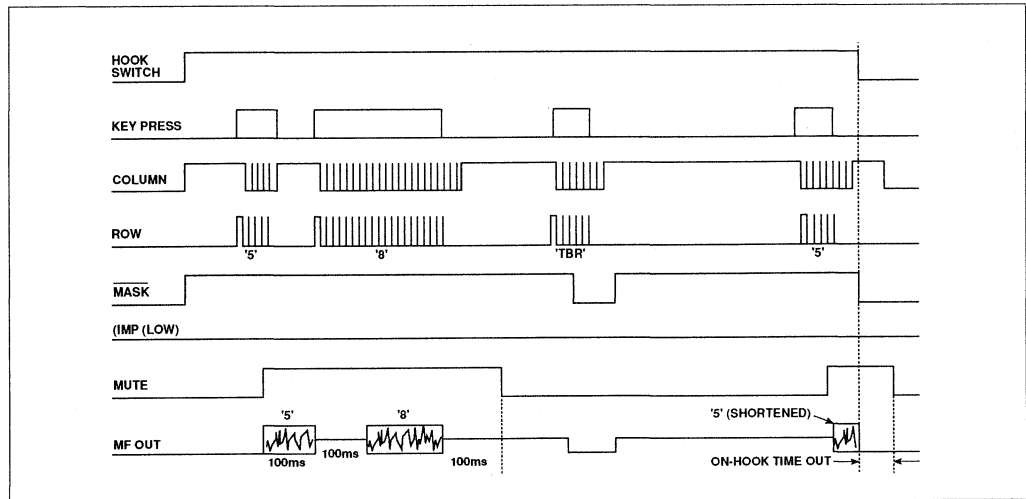 HOOK
SWITCH
KEY PRESS
COLUMN
ROW
'5'
'8'
'TBR'
'5'
MASK
(IMP (LOW)
MUTE
'5'
'8'
'5' (SHORTENED)
MF OUT
100ms
100ms
100ms
ON-HOOK TIME OUT